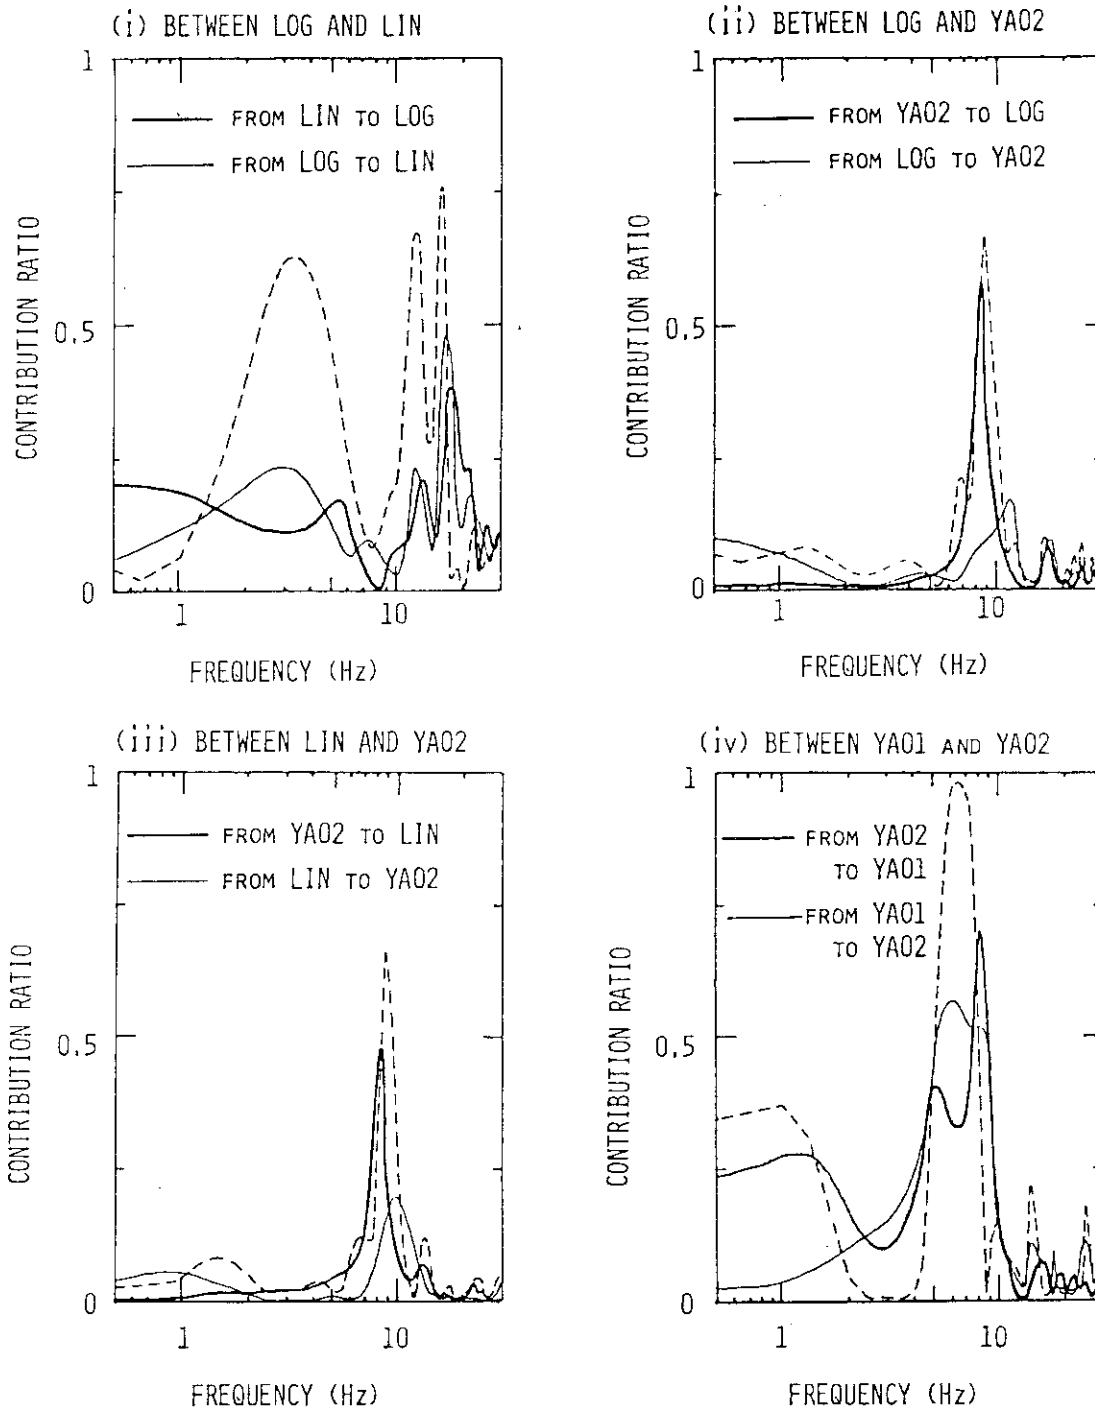 (i) BETWEEN LOG AND LIN
1
FROM LIN TO LOG
FROM LOG TO LIN
CONTRIBUTION RATIO
0.5
0
1
10
FREQUENCY (Hz)
(ii) BETWEEN LOG AND YA02
1
FROM YA02 TO LOG
FROM LOG TO YA02
CONTRIBUTION RATIO
0.5
0
1
10
FREQUENCY (Hz)
(iii) BETWEEN LIN AND YA02
1
FROM YA02 TO LIN
FROM LIN TO YA02
CONTRIBUTION RATIO
0.5
0
1
10
FREQUENCY (Hz)
(iv) BETWEEN YA01 AND YA02
1
FROM YA02
TO YA01
FROM YA01
TO YA02
CONTRIBUTION RATIO
0.5
0
1
10
FREQUENCY (Hz)